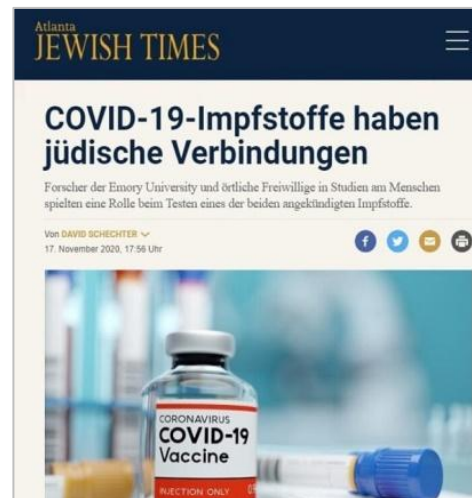 Atlanta
JEWISH TIMES
COVID-19-Impfstoffe haben
jüdische Verbindungen
Forscher der Emory University und örtliche Freiwillige in Studien am Menschen
spielten eine Rolle beim Testen eines der beiden angekündigten Impfstoffe.
Von DAVID SCHECHTER
17. November 2020, 17:56 Uhr
CORONAVIRUS
COVID-19
Vaccine
INJECTION ONLY